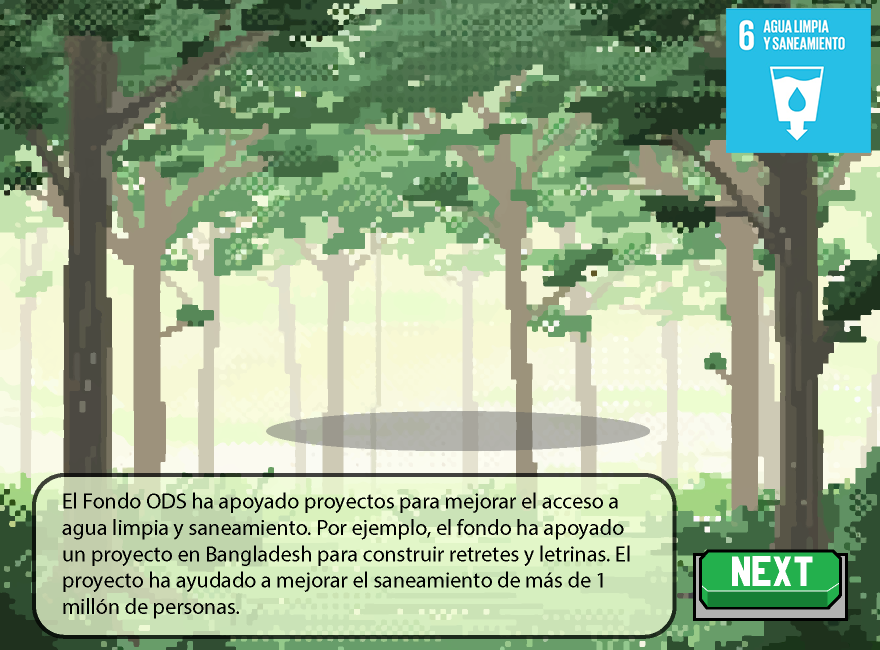 6 AGUA LIMPIA
Y SANEAMIENTO
El Fondo ODS ha apoyado proyectos para mejorar el acceso a
agua limpia y saneamiento. Por ejemplo, el fondo ha apoyado
un proyecto en Bangladesh para construir retretes y letrinas. El
proyecto ha ayudado a mejorar el saneamiento de más de 1
millón de personas.
NEXT